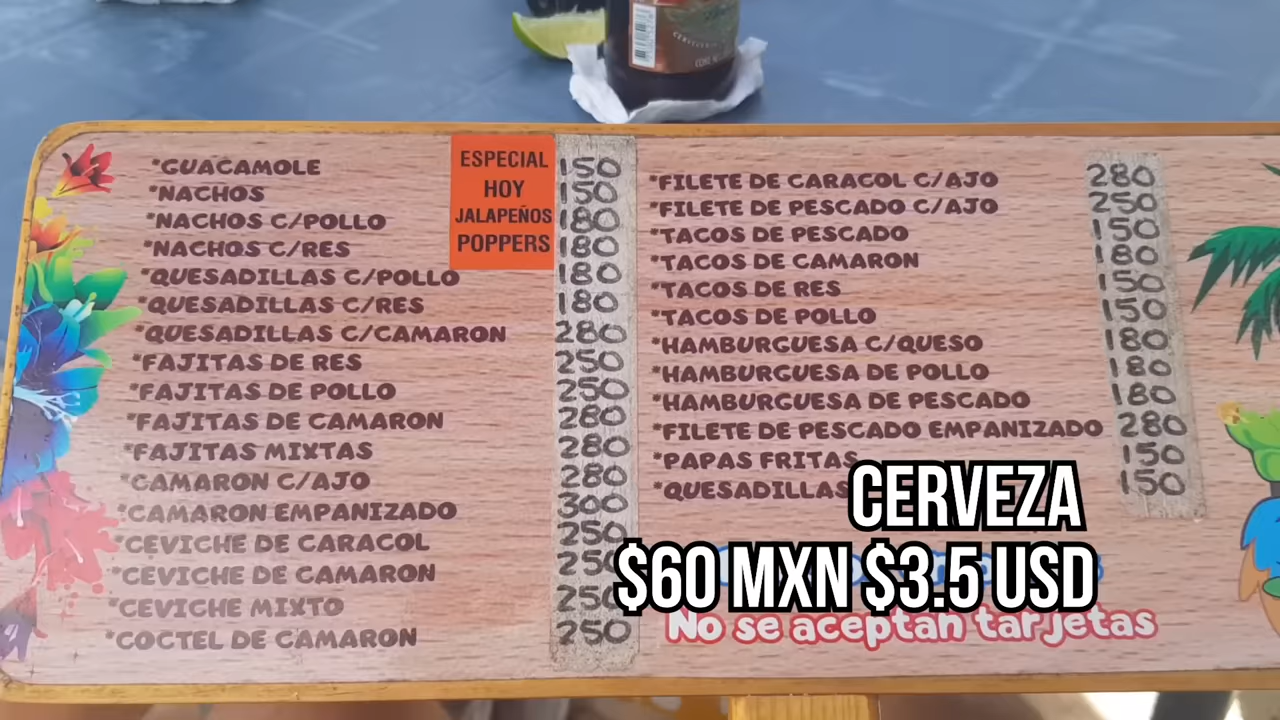 *GUACAMOLE 150
*NACHOS 150
*NACHOS C/POLLO 180
*NACHOS C/RES 180
*QUESADILLAS C/POLLO 180
*QUESADILLAS C/RES 180
*QUESADILLAS C/CAMARON 280
*FAJITAS DE RES 250
*FAJITAS DE POLLO 250
*FAJITAS DE CAMARON 280
*FAJITAS MIXTAS 280
*CAMARON C/AJO 280
*CAMARON EMPANIZADO 300
*CEVICHE DE CARACOL 250
*CEVICHE DE CAMARON 250
*CEVICHE MIXTO 250
*COCTEL DE CAMARON 250
ESPECIAL
HOY
JALAPEÑOS
POPPERS
*FILETE DE CARACOL C/AJO 280
*FILETE DE PESCADO C/AJO 250
*TACOS DE PESCADO 150
*TACOS DE CAMARON 180
*TACOS DE RES 150
*TACOS DE POLLO 150
*HAMBURGUESA C/QUESO 180
*HAMBURGUESA DE POLLO 180
*HAMBURGUESA DE PESCADO 180
*FILETE DE PESCADO EMPANIZADO 280
*PAPAS FRITAS 150
*QUESADILLAS 150
CERVEZA
$60 MXN $3.5 USD
No se aceptan tarjetas